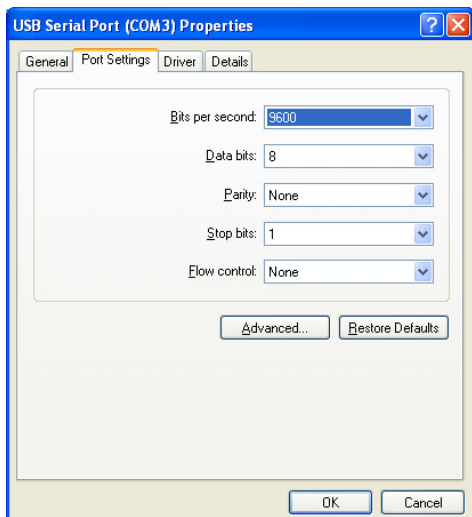 USB Serial Port (COM3) Properties
General Port Settings Driver Details
Bits per second: 9600
Data bits: 8
Parity: None
Stop bits: 1
Flow control: None
Advanced... Restore Defaults
OK Cancel